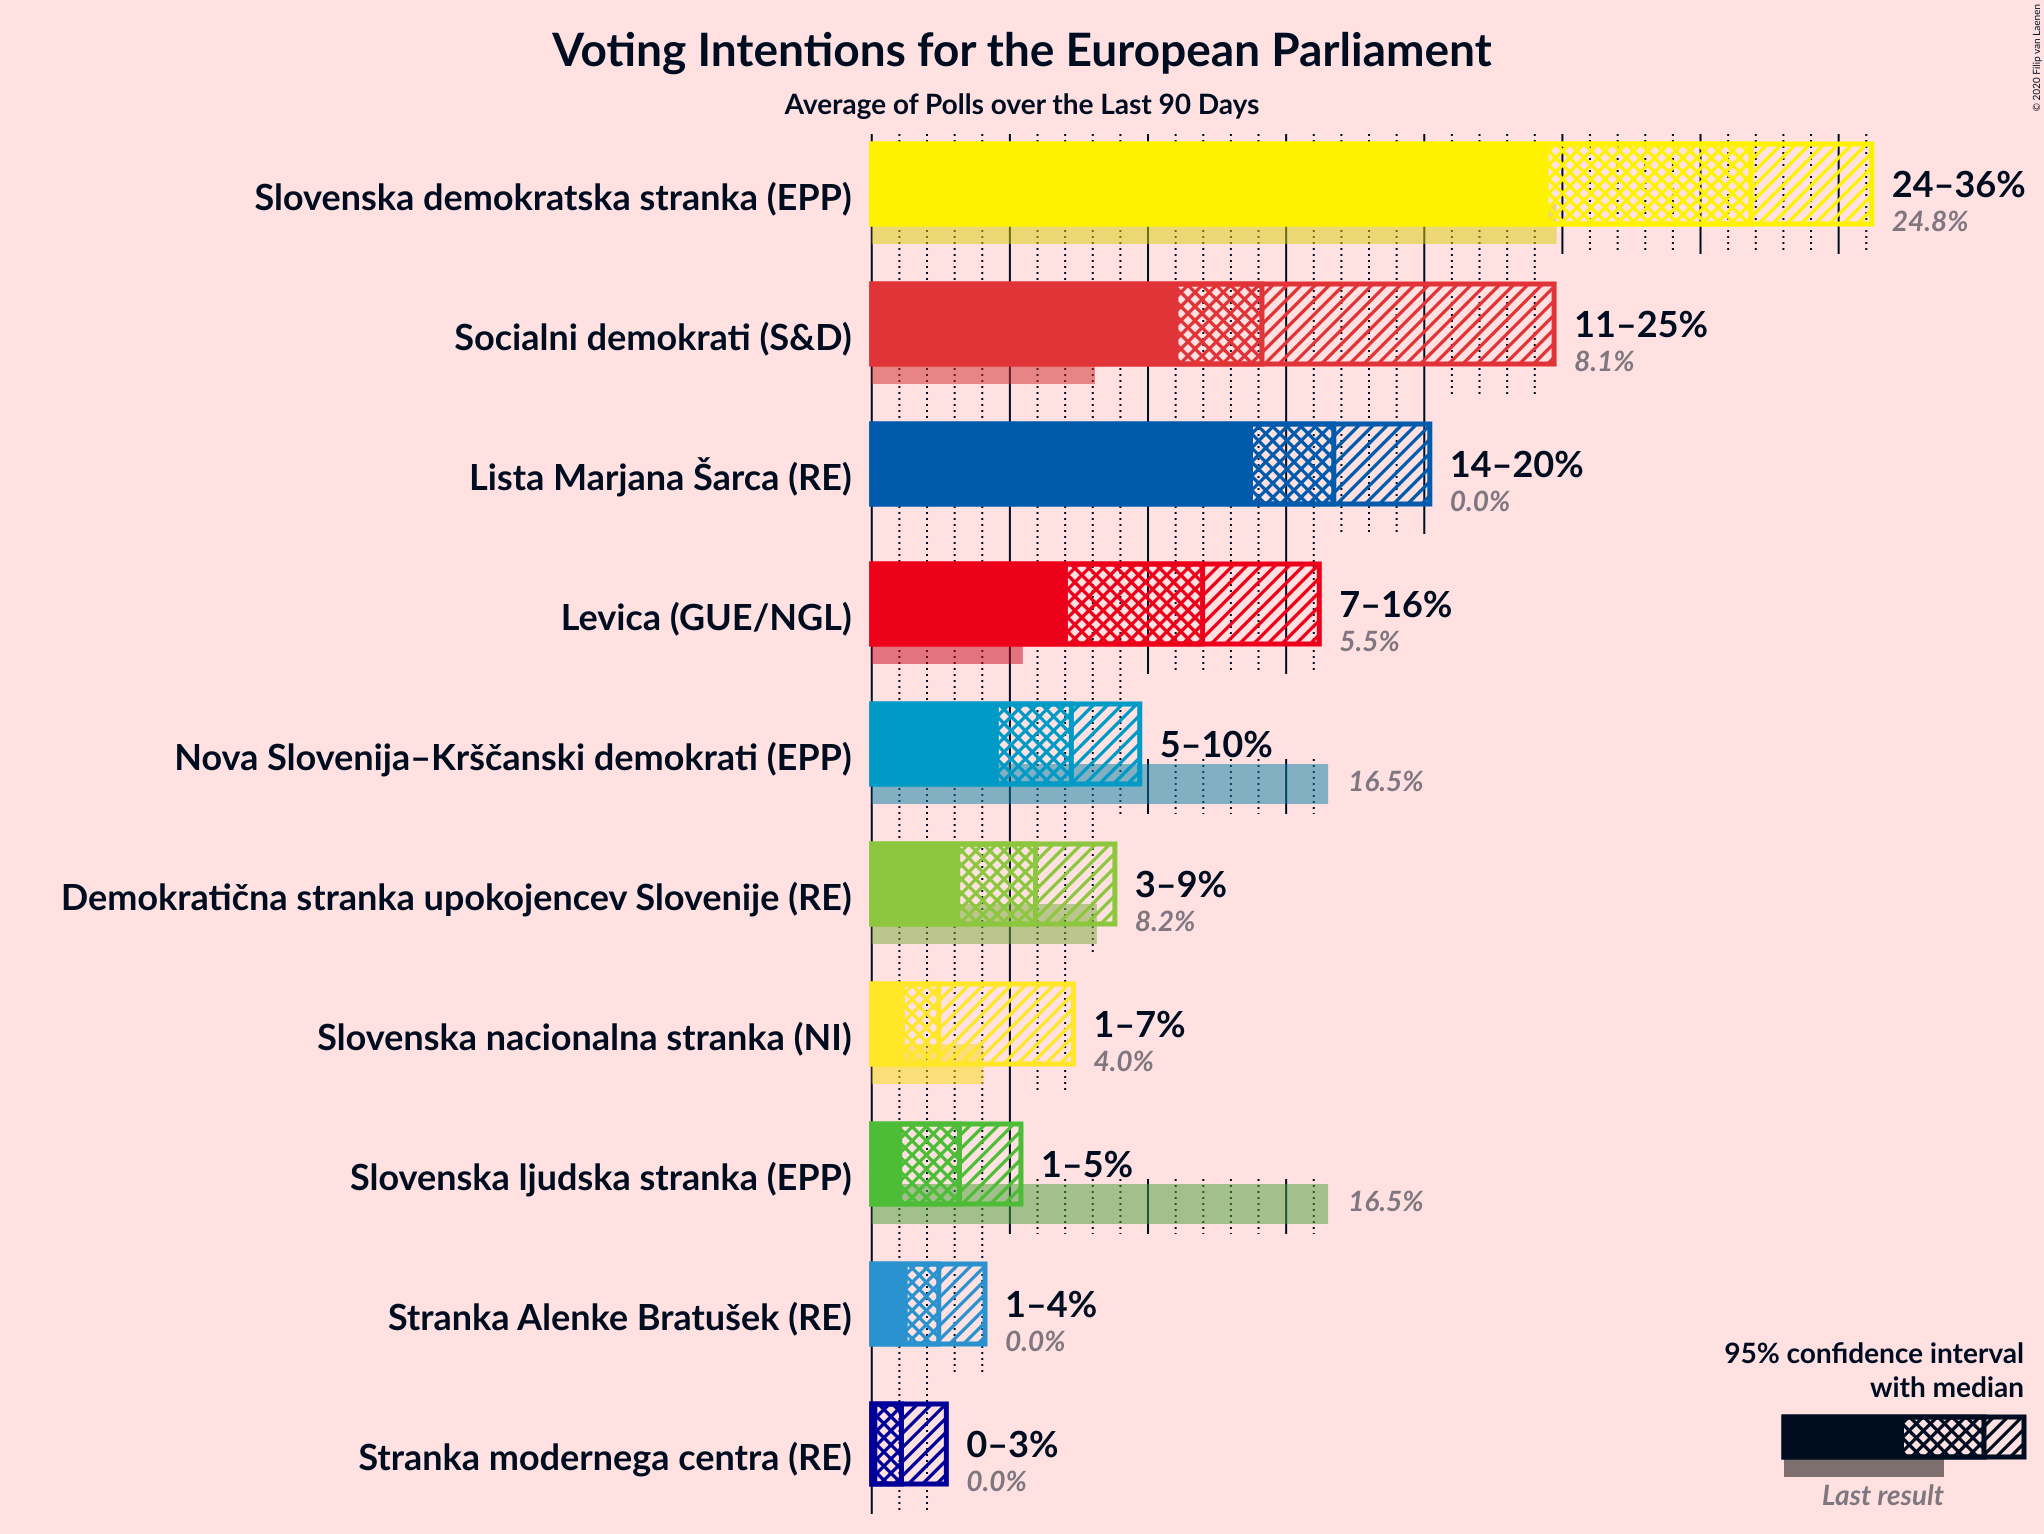 Voting Intentions for the European Parliament
Average of Polls over the Last 90 Days
© 2020 Filip van Laenen
Slovenska demokratska stranka (EPP)
24–36%
24.8%
Socialni demokrati (S&D)
11–25%
8.1%
Lista Marjana Šarca (RE)
14–20%
0.0%
Levica (GUE/NGL)
7–16%
5.5%
Nova Slovenija–Krščanski demokrati (EPP)
5–10%
16.5%
Demokratična stranka upokojencev Slovenije (RE)
3–9%
8.2%
Slovenska nacionalna stranka (NI)
1–7%
4.0%
Slovenska ljudska stranka (EPP)
1–5%
16.5%
Stranka Alenke Bratušek (RE)
1–4%
0.0%
Stranka modernega centra (RE)
0–3%
0.0%
95% confidence interval
with median
Last result